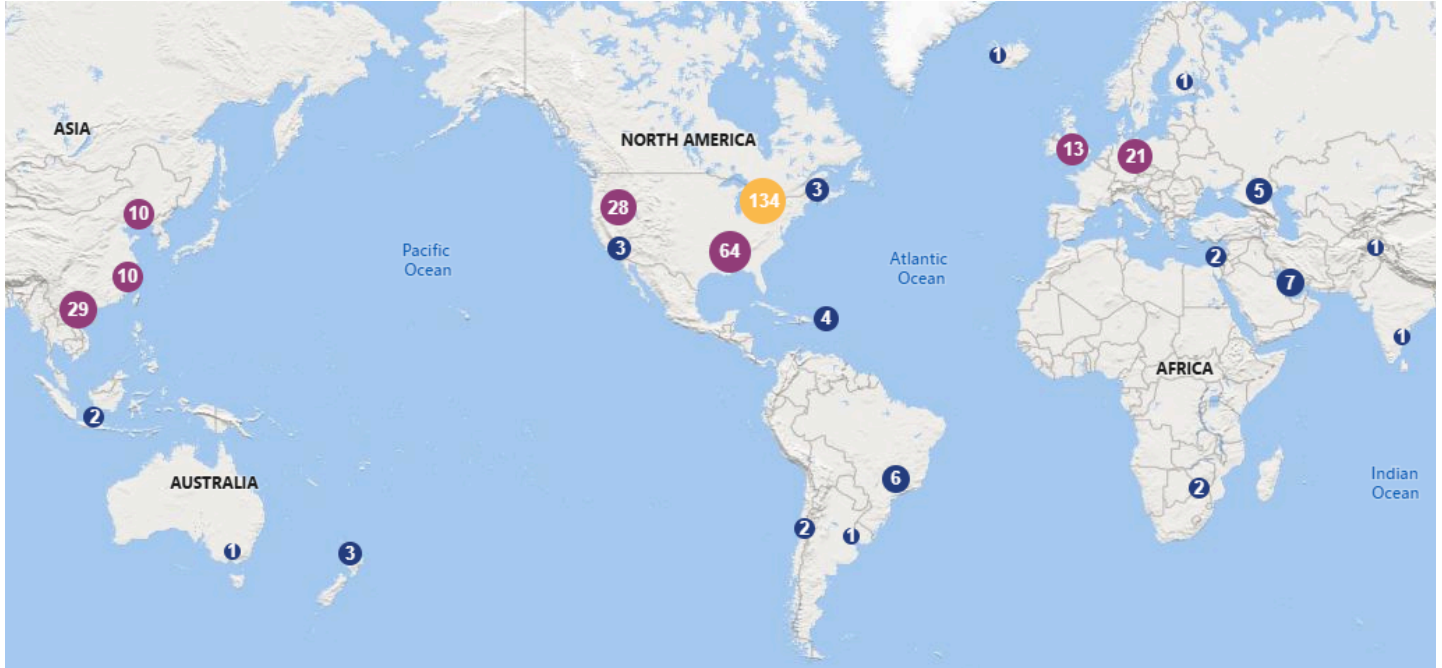 1
1
ASIA
NORTH AMERICA
13
21
3
5
134
28
10
3
64
1
Pacific
Ocean
Atlantic
Ocean
2
10
7
29
4
1
AFRICA
2
6
2
AUSTRALIA
Indian
Ocean
2
1
1
3